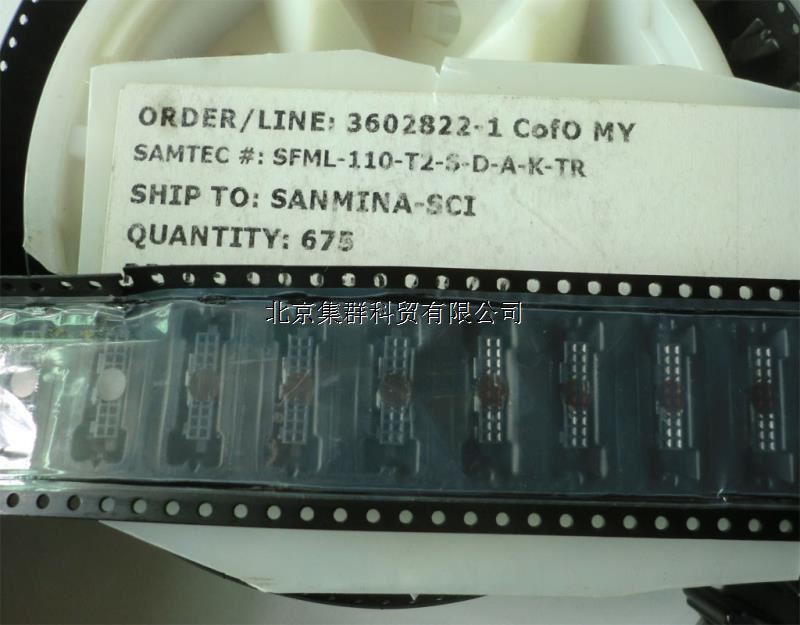 ORDER/LINE: 3602822-1 CofO MY
SAMTEC #: SFML-110-T2-S-D-A-K-TR
SHIP TO: SANMINA-SCI
QUANTITY: 675
北京集群科贸有限公司